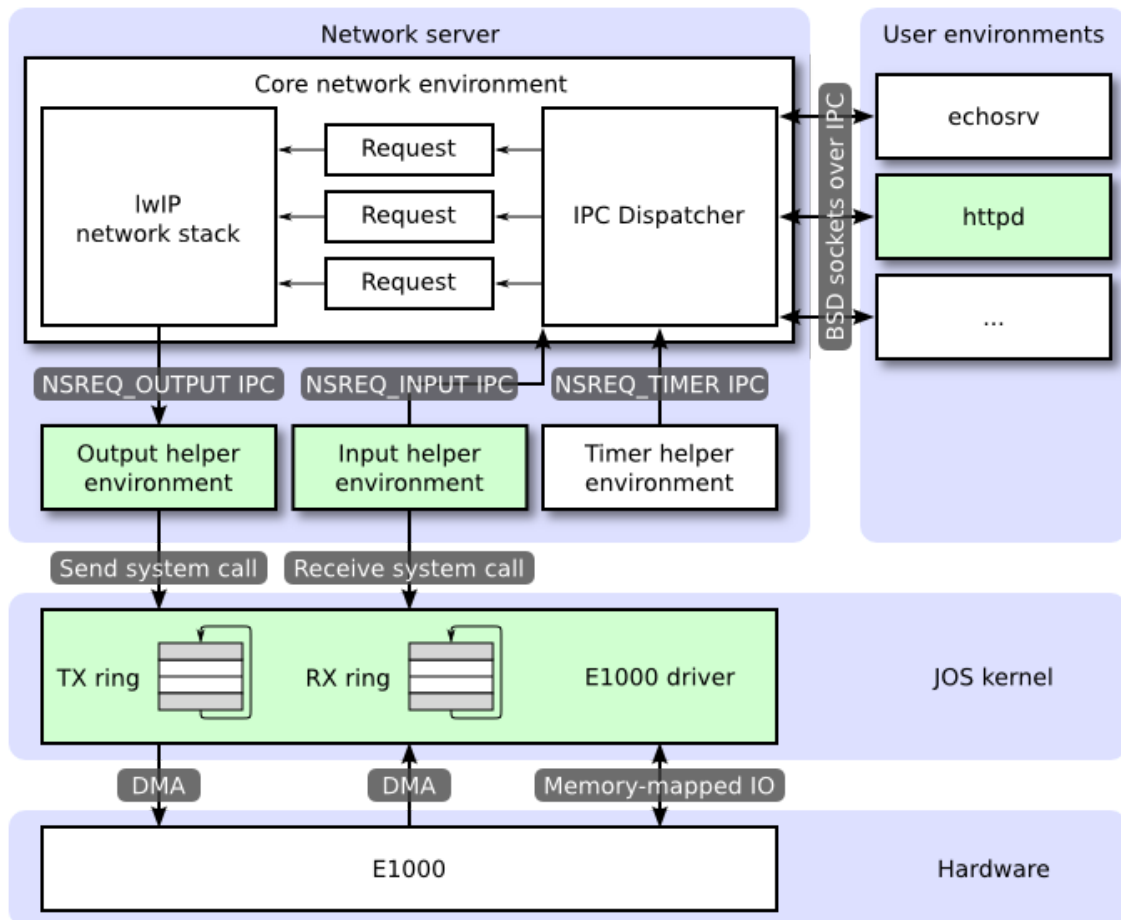 Network server
User environments
Core network environment
lwIP
network stack
Request
Request
Request
IPC Dispatcher
BSD sockets over IPC
echosrv
httpd
...
NSREQ_OUTPUT IPC
NSREQ_INPUT IPC
NSREQ_TIMER IPC
Output helper
environment
Input helper
environment
Timer helper
environment
Send system call
Receive system call
TX ring
RX ring
E1000 driver
JOS kernel
DMA
DMA
Memory-mapped IO
E1000
Hardware